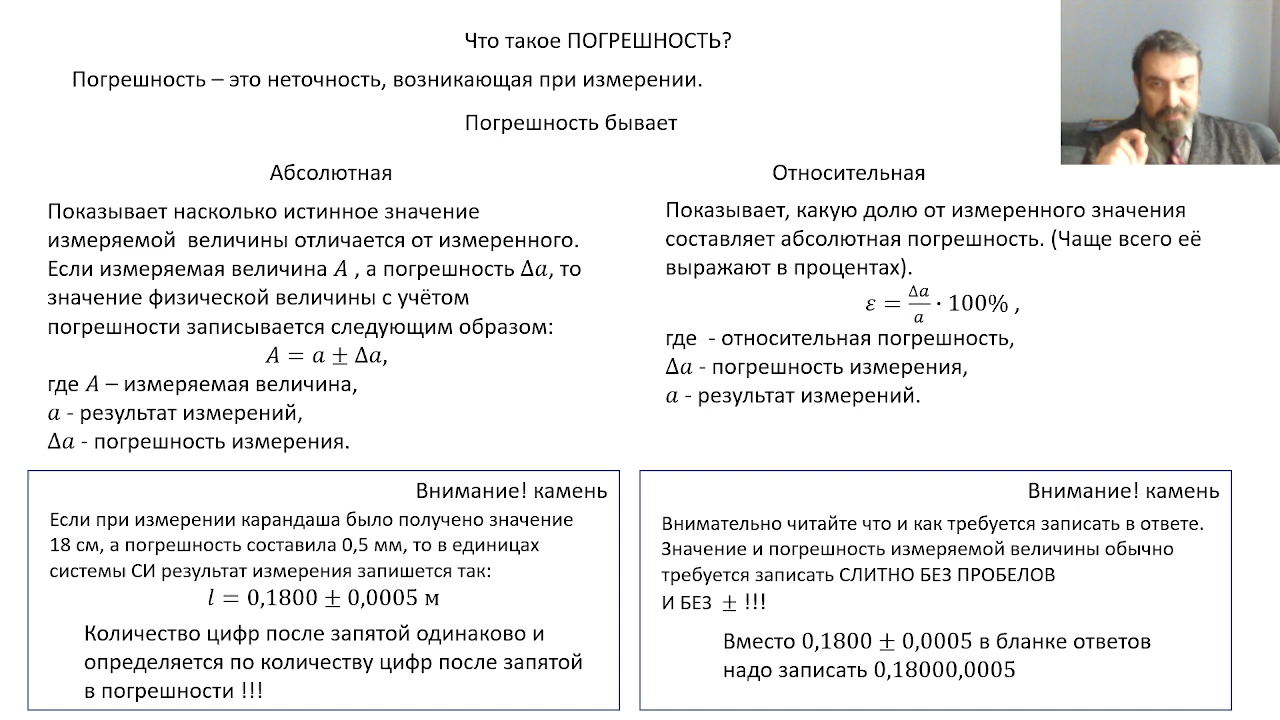 Что такое ПОГРЕШНОСТЬ?
Погрешность – это неточность, возникающая при измерении.
Погрешность бывает
Абсолютная
Показывает насколько истинное значение
измеряемой величины отличается от измеренного.
Если измеряемая величина A , а погрешность Δa, то
значение физической величины с учётом
погрешности записывается следующим образом:
A = a ± Δa,
где A – измеряемая величина,
a - результат измерений,
Δa - погрешность измерения.
Относительная
Показывает, какую долю от измеренного значения
составляет абсолютная погрешность. (Чаще всего её
выражают в процентах).
ε = Δa/a · 100% ,
где - относительная погрешность,
Δa - погрешность измерения,
a - результат измерений.
Внимание! камень
Если при измерении карандаша было получено значение
18 см, а погрешность составила 0,5 мм, то в единицах
системы СИ результат измерения запишется так:
l = 0,1800 ± 0,0005 м
Количество цифр после запятой одинаково и
определяется по количеству цифр после запятой
в погрешности !!!
Внимание! камень
Внимательно читайте что и как требуется записать в ответе.
Значение и погрешность измеряемой величины обычно
требуется записать СЛИТНО БЕЗ ПРОБЕЛОВ
И БЕЗ ± !!!
Вместо 0,1800 ± 0,0005 в бланке ответов
надо записать 0,18000,0005